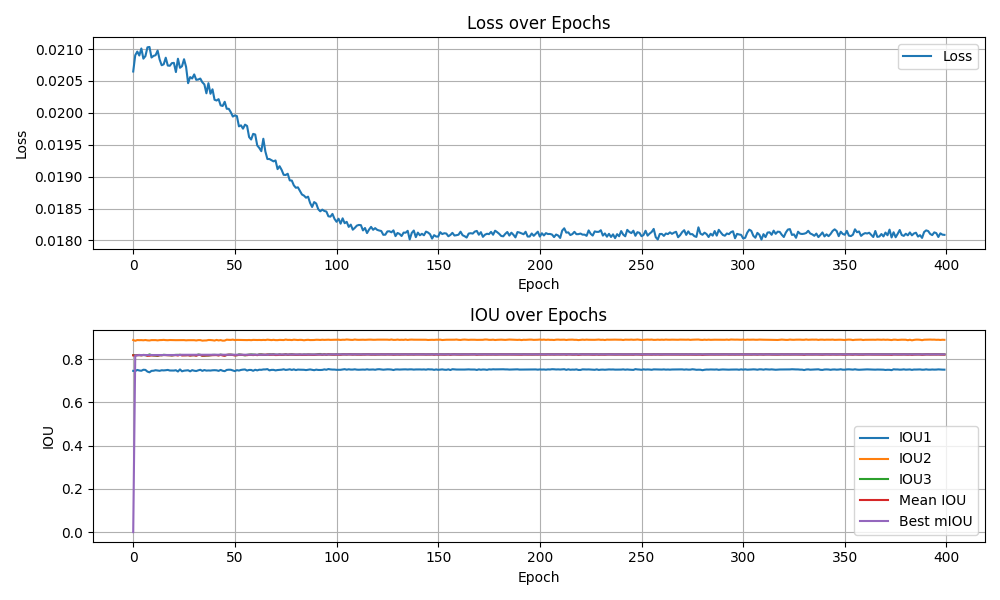 Loss over Epochs
0.0210
0.0205
0.0200
0.0195
0.0190
0.0185
0.0180
Loss
Loss
0 50 100 150 200 250 300 350 400
Epoch
IOU over Epochs
0.8
0.6
0.4
0.2
0.0
IOU
IOU1
IOU2
IOU3
Mean IOU
Best mIOU
0 50 100 150 200 250 300 350 400
Epoch